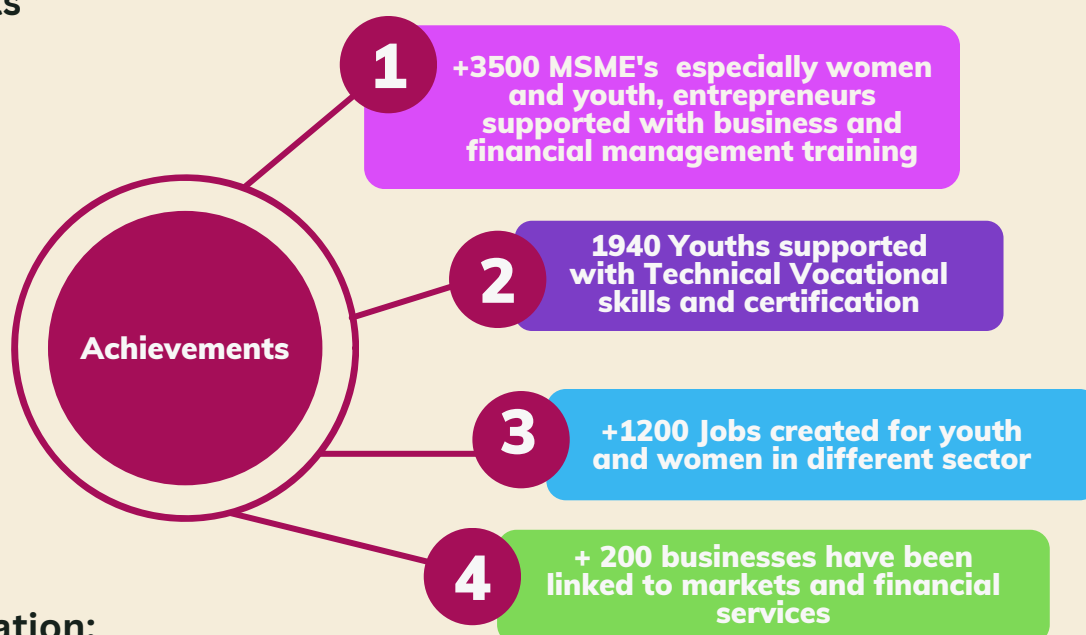 1
+3500 MSME's especially women
and youth, entrepreneurs
supported with business and
financial management training
2
1940 Youths supported
with Technical Vocational
skills and certification
Achievements
3
+1200 Jobs created for youth
and women in different sector
4
+ 200 businesses have been
linked to markets and financial
services